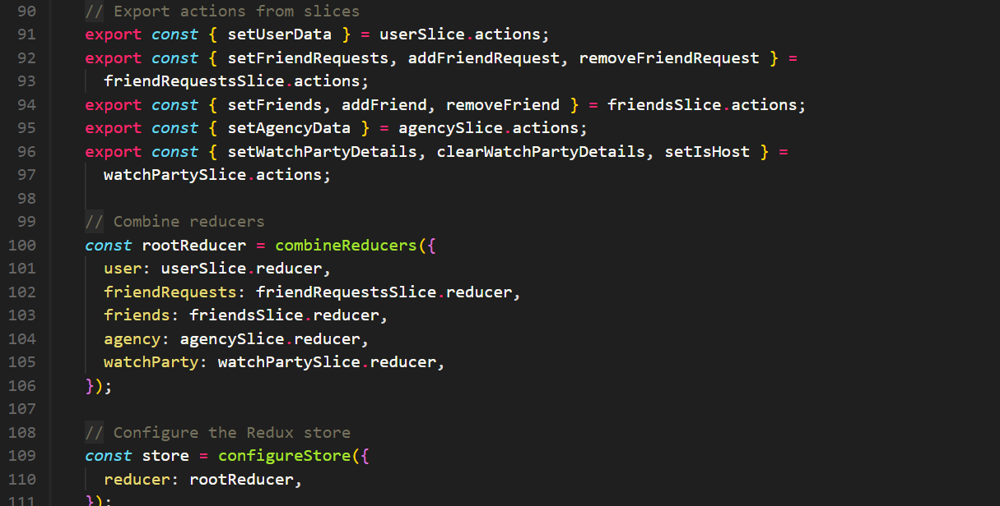 90 // Export actions from slices
91 export const { setUserData } = userSlice.actions;
92 export const { setFriendRequests, addFriendRequest, removeFriendRequest } =
93   friendRequestsSlice.actions;
94 export const { setFriends, addFriend, removeFriend } = friendsSlice.actions;
95 export const { setAgencyData } = agencySlice.actions;
96 export const { setWatchPartyDetails, clearWatchPartyDetails, setIsHost } =
97   watchPartySlice.actions;
98
99 // Combine reducers
100 const rootReducer = combineReducers({
101   user: userSlice.reducer,
102   friendRequests: friendRequestsSlice.reducer,
103   friends: friendsSlice.reducer,
104   agency: agencySlice.reducer,
105   watchParty: watchPartySlice.reducer,
106 });
107
108 // Configure the Redux store
109 const store = configureStore({
110   reducer: rootReducer,
111 });